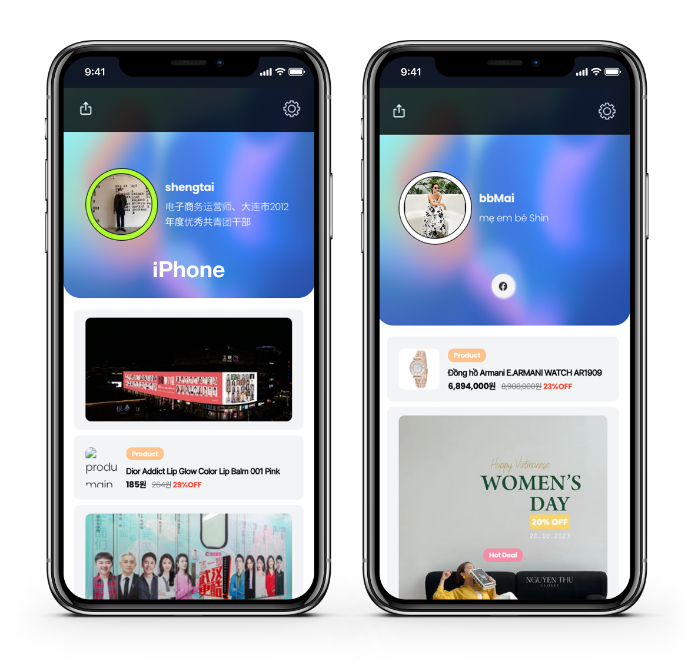 9:41
shengtai
电子商务运营师、大连市2012
年度优秀共青团干部
iPhone
produ
main
Product
Dior Addict Lip Glow Color Lip Balm 001 Pink
185원 264원 29%OFF
9:41
bbMai
mẹ em bé Shin
Product
Đồng hồ Armani E.ARMANI WATCH AR1909
6,894,000원 8,988,000원 23%OFF
Happy Vietnamese
WOMEN'S
DAY
20% OFF
20.10.2023
Hot Deal
NGUYEN THU